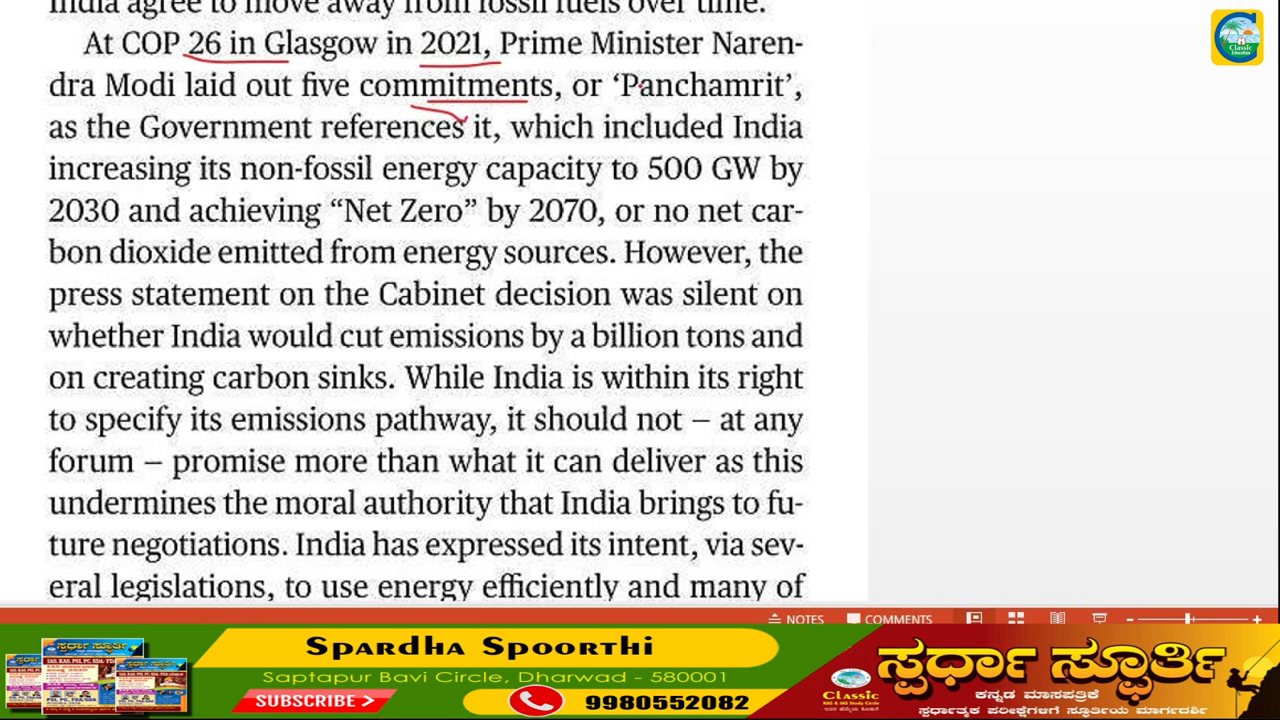 India agree to move away from fossil fuels over time.
At COP 26 in Glasgow in 2021, Prime Minister Naren-
dra Modi laid out five commitments, or ‘Panchamrit’,
as the Government references it, which included India
increasing its non-fossil energy capacity to 500 GW by
2030 and achieving “Net Zero” by 2070, or no net car-
bon dioxide emitted from energy sources. However, the
press statement on the Cabinet decision was silent on
whether India would cut emissions by a billion tons and
on creating carbon sinks. While India is within its right
to specify its emissions pathway, it should not – at any
forum – promise more than what it can deliver as this
undermines the moral authority that India brings to fu-
ture negotiations. India has expressed its intent, via sev-
eral legislations, to use energy efficiently and many of
Classic
Education
NOTES COMMENTS
Spardha Spoorthi
Saptapur Bavi Circle, Dharwad - 580001
SUBSCRIBE >
9980552082
Classic
KAS & IAS Study Circle
ಸ್ಪರ್ಧಾ ಸ್ಫೂರ್ತಿ
ಕನ್ನಡ ಮಾಸಪತ್ರಿಕೆ
ಸ್ಪರ್ಧಾತ್ಮಕ ಪರೀಕ್ಷೆಗಳಿಗೆ ಸ್ಫೂರ್ತಿಯ ಮಾರ್ಗದರ್ಶಿ